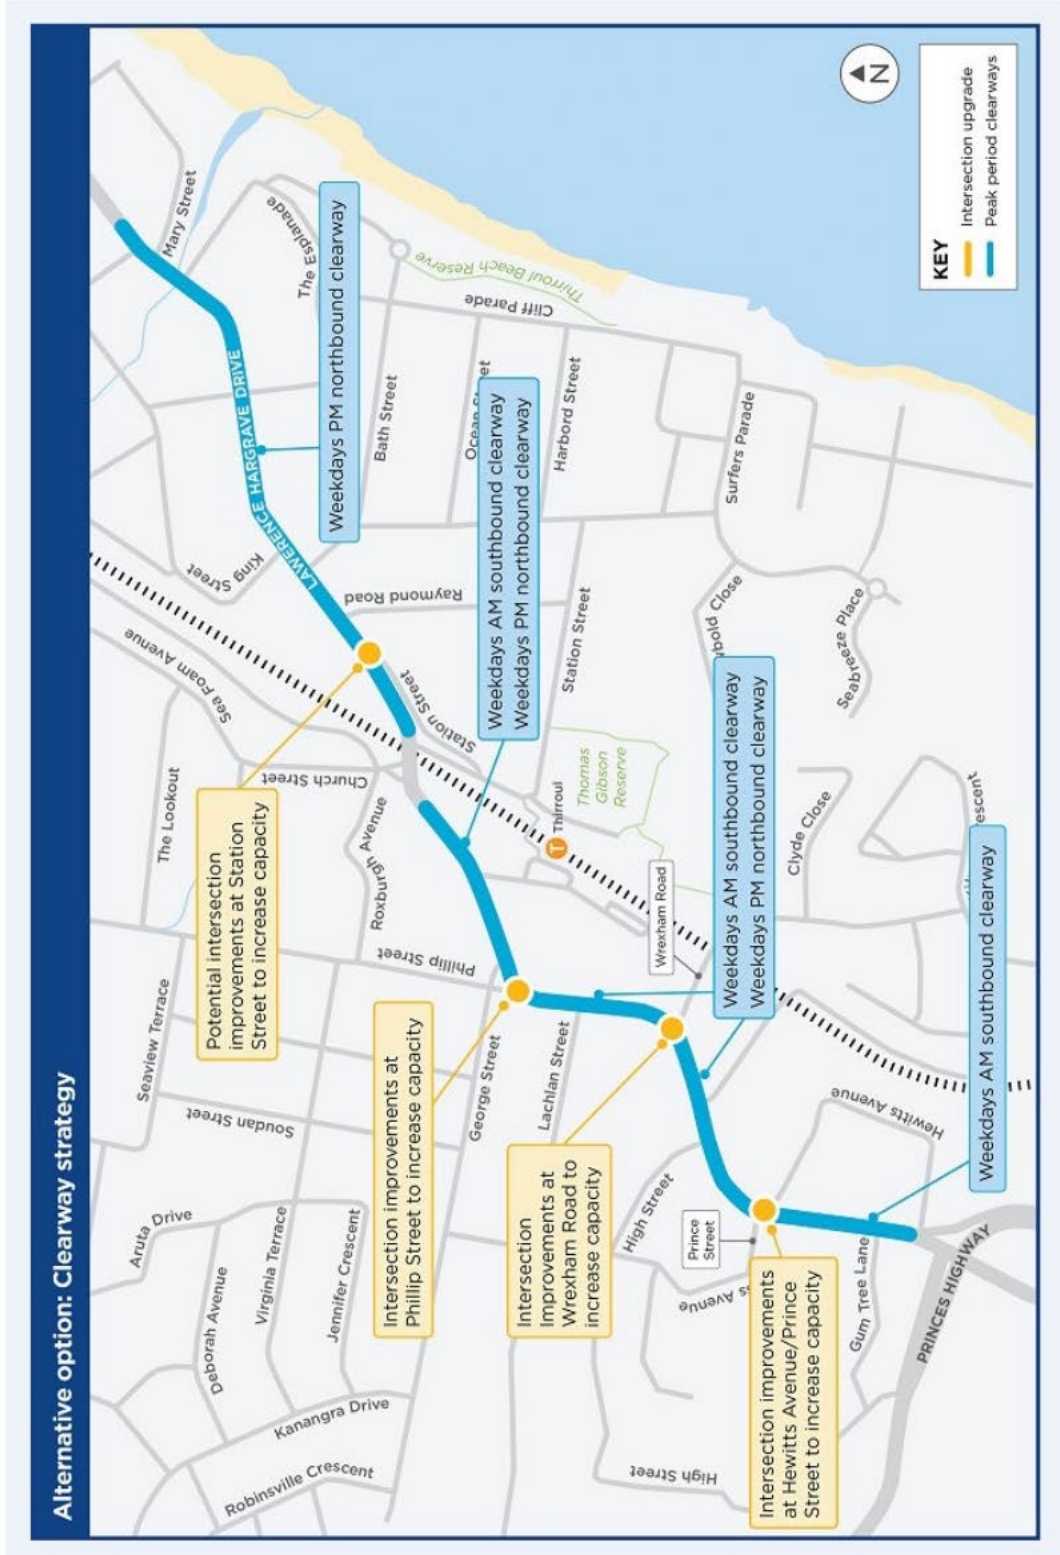 Alternative option: Clearway strategy
Mary Street
The Esplanade
Thirroul Beach Reserve
Cliff Parade
LAWERENCE HARGRAVE DRIVE
Weekdays PM northbound clearway
Bath Street
Harbord Street
Surfers Parade
King Street
Raymond Road
Weekdays AM southbound clearway
Weekdays PM northbound clearway
Station Street
Seabreeze Place
Sea Foam Avenue
Station Street
Church Street
The Lookout
Roxburgh Avenue
Potential intersection
improvements at Station
Street to increase capacity
Thomas
Gibson
Reserve
T Thirroul
Wrexham Road
Clyde Close
Weekdays AM southbound clearway
Weekdays PM northbound clearway
Phillip Street
Seaview Terrace
Soudan Street
George Street
Lachlan Street
Intersection improvements at
Phillip Street to increase capacity
Intersection
Improvements at
Wrexham Road to
increase capacity
Hewitts Avenue
Weekdays AM southbound clearway
Aruta Drive
Deborah Avenue
Virginia Terrace
Jennifer Crescent
Kanangra Drive
Robinsville Crescent
High Street
Prince
Street
Intersection improvements
at Hewitts Avenue/Prince
Street to increase capacity
Gum Tree Lane
PRINCES HIGHWAY
High Street
Avenue
Close
N
KEY
Intersection upgrade
Peak period clearways